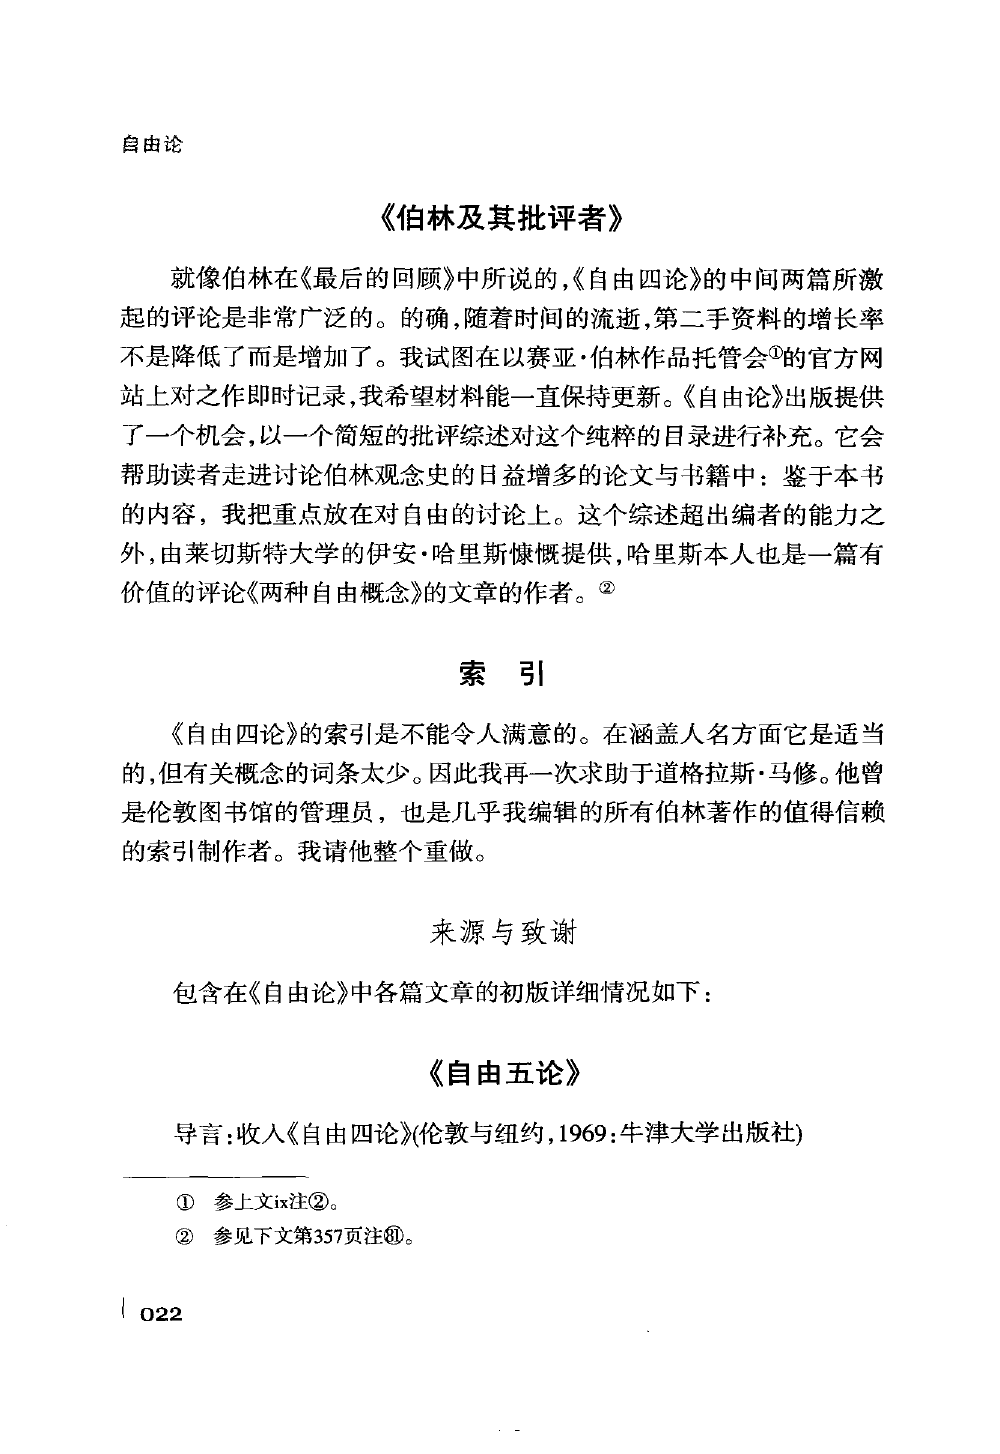 自由论
《伯林及其批评者》
就像伯林在《最后的回顾》中所说的,《自由四论》的中间两篇所激
起的评论是非常广泛的。的确,随着时间的流逝,第二手资料的增长率
不是降低了而是增加了。我试图在以赛亚·伯林作品托管会①的官方网
站上对之作即时记录,我希望材料能一直保持更新。《自由论》出版提供
了一个机会,以一个简短的批评综述对这个纯粹的目录进行补充。它会
帮助读者走进讨论伯林观念史的日益增多的论文与书籍中：鉴于本书
的内容，我把重点放在对自由的讨论上。这个综述超出编者的能力之
外,由莱切斯特大学的伊安·哈里斯慷慨提供,哈里斯本人也是一篇有
价值的评论《两种自由概念》的文章的作者。②
索 引
《自由四论》的索引是不能令人满意的。在涵盖人名方面它是适当
的,但有关概念的词条太少。因此我再一次求助于道格拉斯·马修。他曾
是伦敦图书馆的管理员，也是几乎我编辑的所有伯林著作的值得信赖
的索引制作者。我请他整个重做。
来源与致谢
包含在《自由论》中各篇文章的初版详细情况如下：
《自由五论》
导言:收入《自由四论》(伦敦与纽约,1969:牛津大学出版社)
① 参上文ix注②。
② 参见下文第357页注㉛。
022